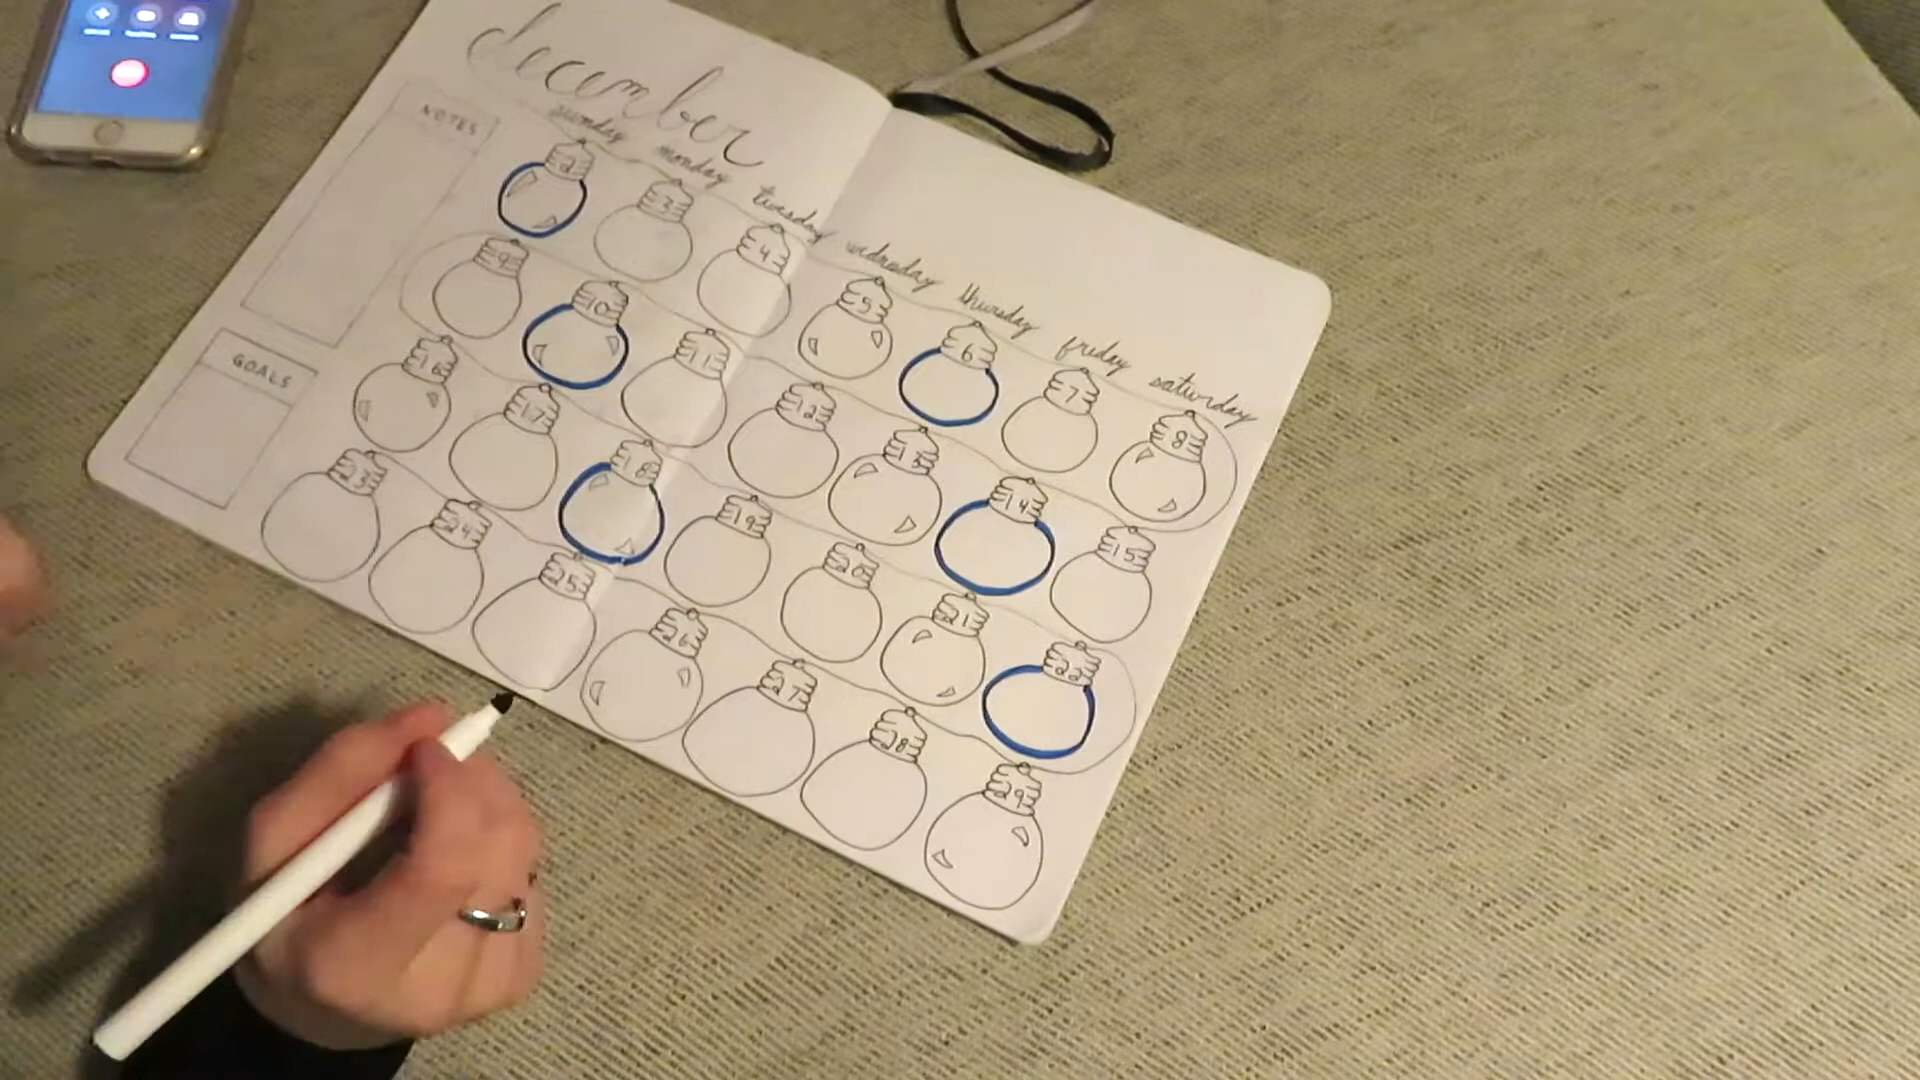 december
sunday monday tuesday wednesday thursday friday saturday
NOTES
2 3 4 5 6 7 8
9 10 11 12 13 14 15
GOALS
16 17 18 19 20 21 22
23 24 25 26 27 28 29